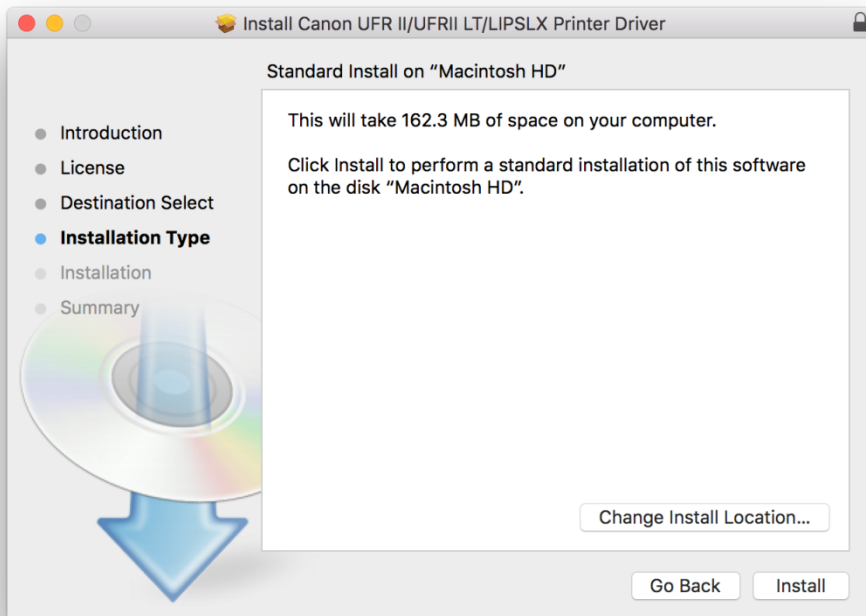 Install Canon UFR II/UFRII LT/LIPSLX Printer Driver
Standard Install on “Macintosh HD”
Introduction
License
Destination Select
Installation Type
Installation
Summary
This will take 162.3 MB of space on your computer.
Click Install to perform a standard installation of this software
on the disk “Macintosh HD”.
Change Install Location...
Go Back
Install